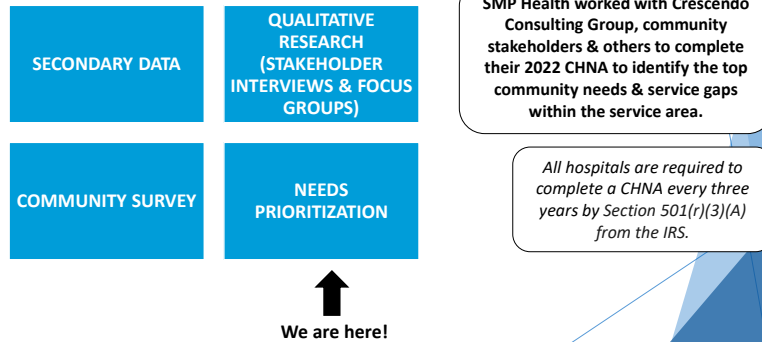 SECONDARY DATA
QUALITATIVE
RESEARCH
(STAKEHOLDER
INTERVIEWS & FOCUS
GROUPS)
SMP Health worked with Crescendo
Consulting Group, community
stakeholders & others to complete
their 2022 CHNA to identify the top
community needs & service gaps
within the service area.
COMMUNITY SURVEY
NEEDS
PRIORITIZATION
All hospitals are required to
complete a CHNA every three
years by Section 501(r)(3)(A)
from the IRS.
We are here!